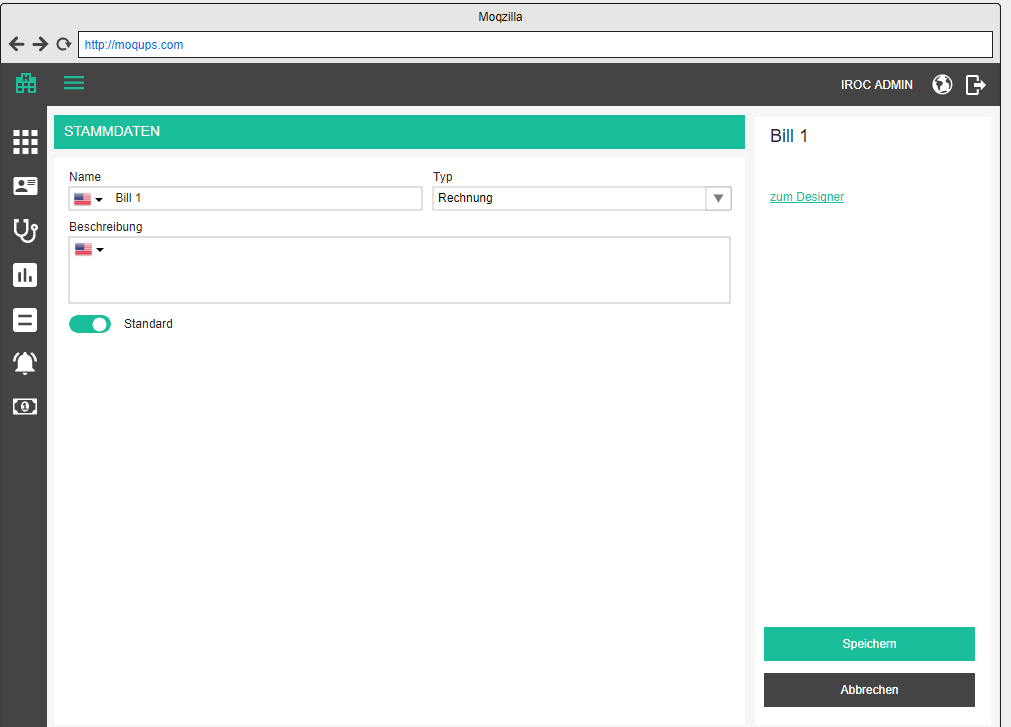 Moqzilla
http://moqups.com
IROC ADMIN
STAMMDATEN
Name
Typ
Bill 1
Rechnung
Beschreibung
Standard
Bill 1
zum Designer
Speichern
Abbrechen